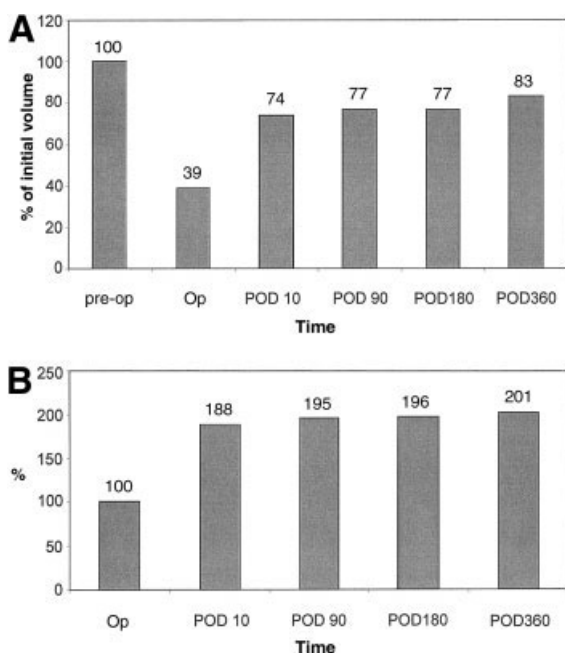 A
% of initial volume
120
100
80
60
40
20
0
100
39
74
77
77
83
pre-op
Op
POD 10
POD 90
POD180
POD360
Time
B
%
250
200
150
100
50
0
100
188
195
196
201
Op
POD 10
POD 90
POD180
POD360
Time